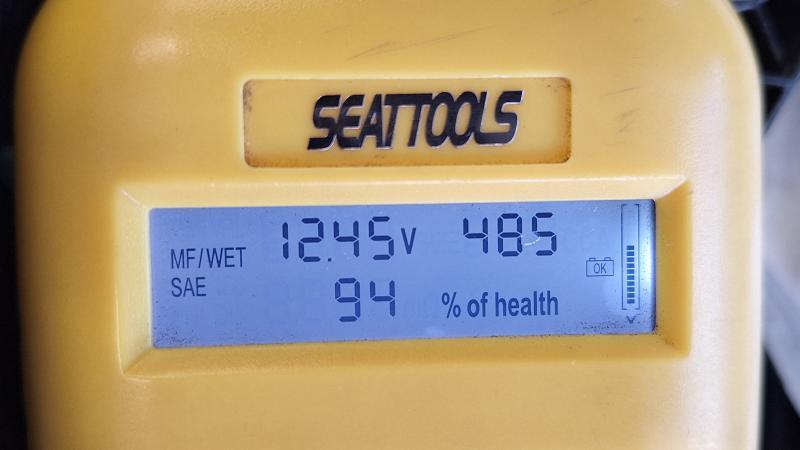 SEATTOOLS
MF/WET 12.45V 485
SAE 94 % of health
OK
V